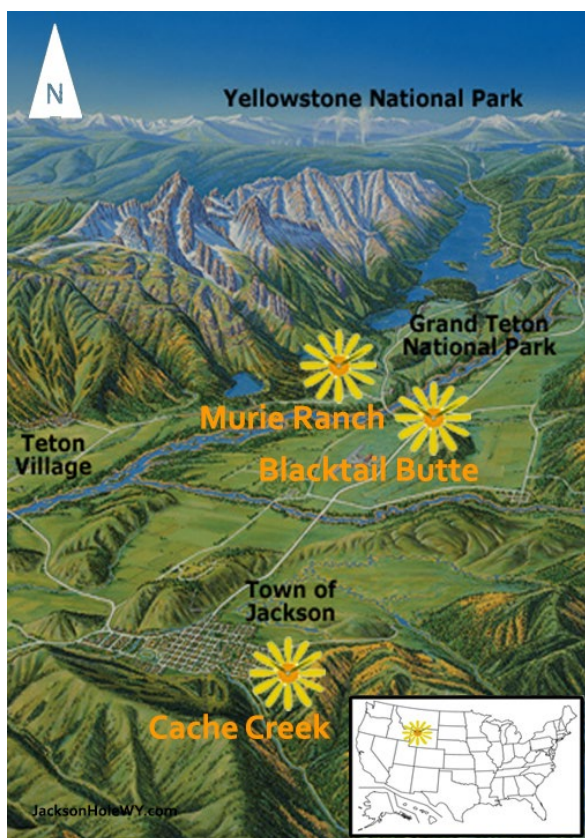 N
Yellowstone National Park
Grand Teton
National Park
Murie Ranch
Teton
Village
Blacktail Butte
Town of
Jackson
Cache Creek
JacksonHoleWY.com